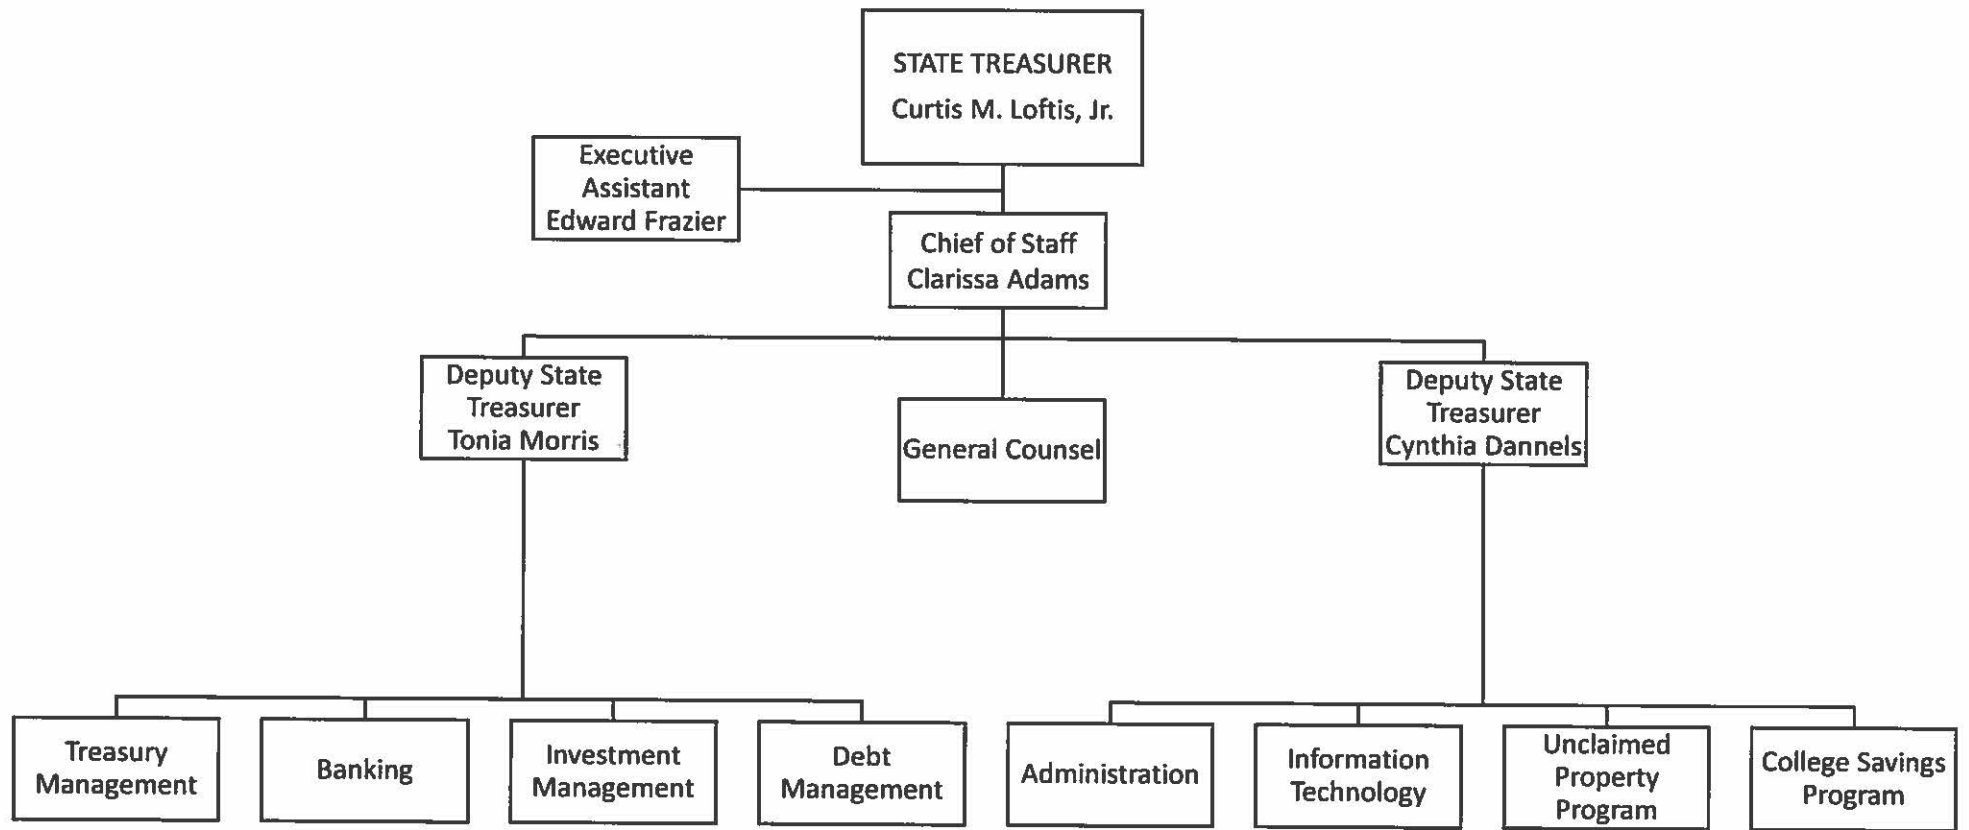 STATE TREASURER
Curtis M. Loftis, Jr.
Executive
Assistant
Edward Frazier
Chief of Staff
Clarissa Adams
Deputy State
Treasurer
Tonia Morris
General Counsel
Deputy State
Treasurer
Cynthia Dannels
Treasury
Management
Banking
Investment
Management
Debt
Management
Administration
Information
Technology
Unclaimed
Property
Program
College Savings
Program